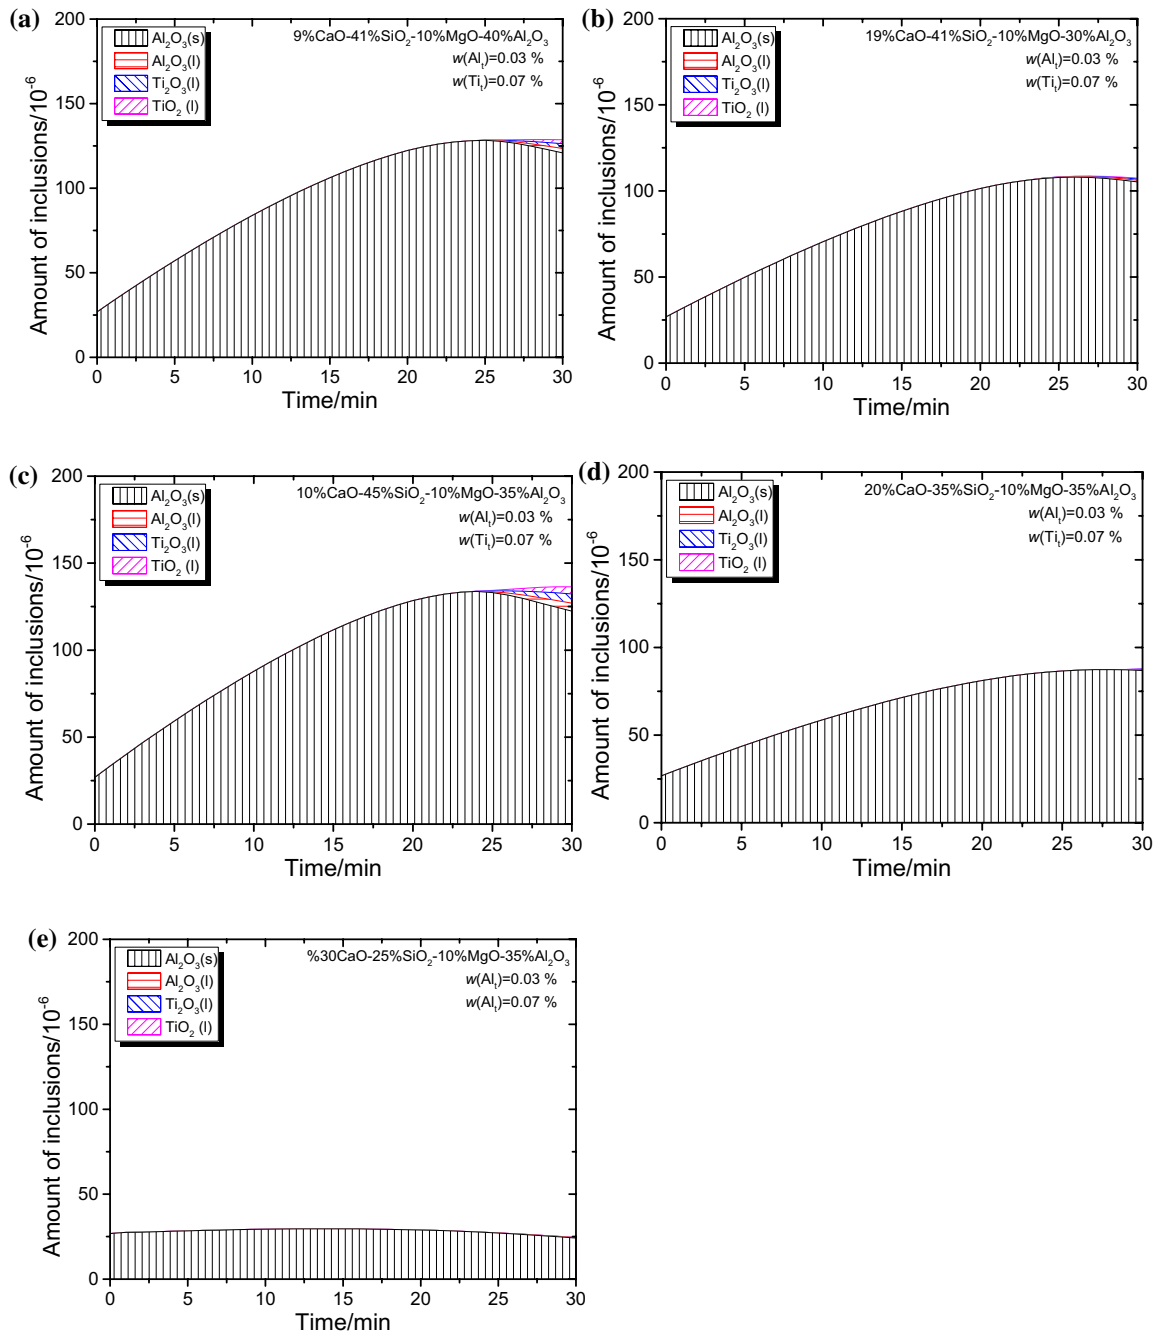 (a)
200
150
100
50
0
Amount of inclusions/10⁻⁶
Al₂O₃(s)
Al₂O₃(l)
Ti₂O₃(l)
TiO₂ (l)
9%CaO-41%SiO₂-10%MgO-40%Al₂O₃
w(Alₜ)=0.03 %
w(Tiₜ)=0.07 %
0 5 10 15 20 25 30
Time/min
(b)
200
150
100
50
0
Amount of inclusions/10⁻⁶
Al₂O₃(s)
Al₂O₃(l)
Ti₂O₃(l)
TiO₂ (l)
19%CaO-41%SiO₂-10%MgO-30%Al₂O₃
w(Alₜ)=0.03 %
w(Tiₜ)=0.07 %
0 5 10 15 20 25 30
Time/min
(c)
200
150
100
50
0
Amount of inclusions/10⁻⁶
Al₂O₃(s)
Al₂O₃(l)
Ti₂O₃(l)
TiO₂ (l)
10%CaO-45%SiO₂-10%MgO-35%Al₂O₃
w(Alₜ)=0.03 %
w(Tiₜ)=0.07 %
0 5 10 15 20 25 30
Time/min
(d)
200
150
100
50
0
Amount of inclusions/10⁻⁶
Al₂O₃(s)
Al₂O₃(l)
Ti₂O₃(l)
TiO₂ (l)
20%CaO-35%SiO₂-10%MgO-35%Al₂O₃
w(Alₜ)=0.03 %
w(Tiₜ)=0.07 %
0 5 10 15 20 25 30
Time/min
(e)
200
150
100
50
0
Amount of inclusions/10⁻⁶
Al₂O₃(s)
Al₂O₃(l)
Ti₂O₃(l)
TiO₂ (l)
%30CaO-25%SiO₂-10%MgO-35%Al₂O₃
w(Alₜ)=0.03 %
w(Alₜ)=0.07 %
0 5 10 15 20 25 30
Time/min